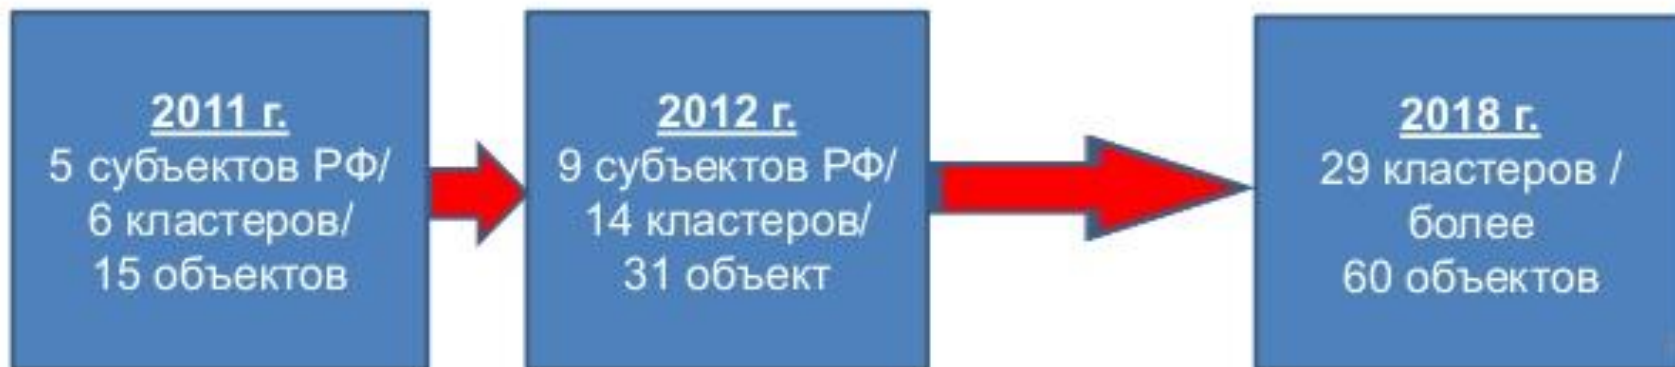 2011 г.
5 субъектов РФ/
6 кластеров/
15 объектов
2012 г.
9 субъектов РФ/
14 кластеров/
31 объект
2018 г.
29 кластеров /
более
60 объектов